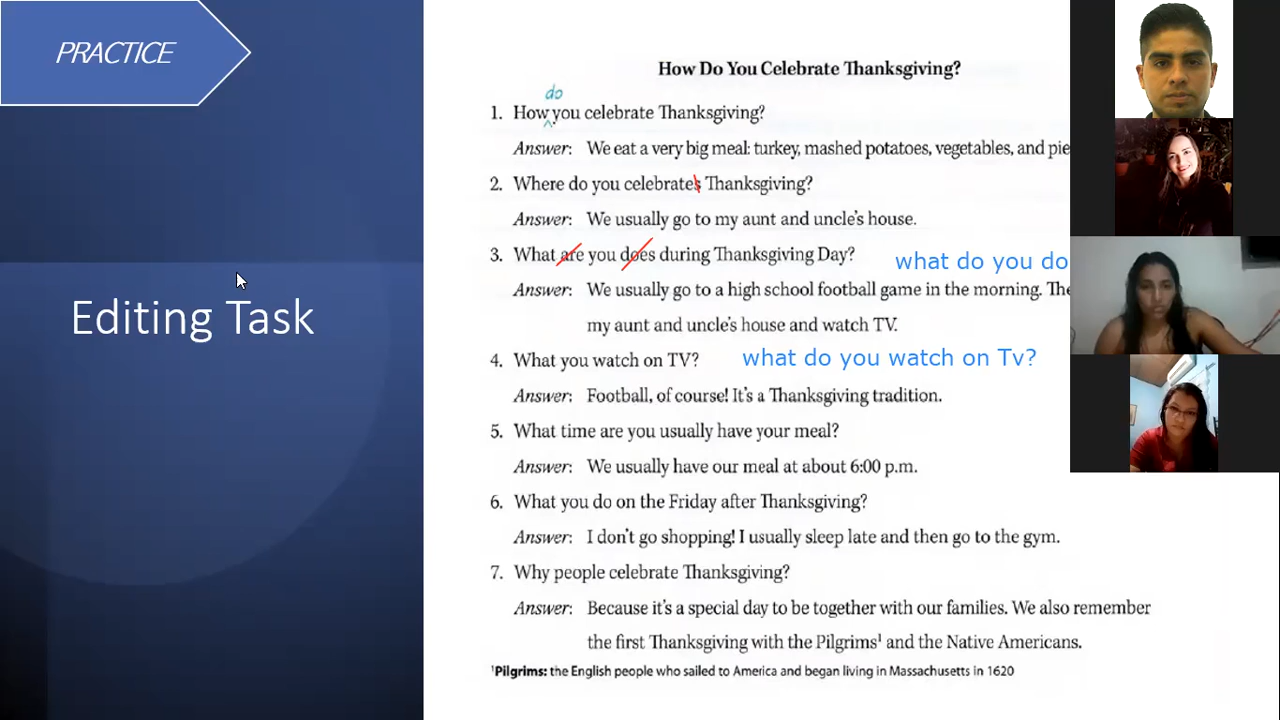 PRACTICE
Editing Task
How Do You Celebrate Thanksgiving?
do
1. How you celebrate Thanksgiving?
Answer: We eat a very big meal: turkey, mashed potatoes, vegetables, and pie
2. Where do you celebrates Thanksgiving?
Answer: We usually go to my aunt and uncle's house.
3. What are you does during Thanksgiving Day?
what do you do
Answer: We usually go to a high school football game in the morning. The
my aunt and uncle's house and watch TV.
4. What you watch on TV?
what do you watch on Tv?
Answer: Football, of course! It's a Thanksgiving tradition.
5. What time are you usually have your meal?
Answer: We usually have our meal at about 6:00 p.m.
6. What you do on the Friday after Thanksgiving?
Answer: I don't go shopping! I usually sleep late and then go to the gym.
7. Why people celebrate Thanksgiving?
Answer: Because it's a special day to be together with our families. We also remember
the first Thanksgiving with the Pilgrims¹ and the Native Americans.
¹Pilgrims: the English people who sailed to America and began living in Massachusetts in 1620